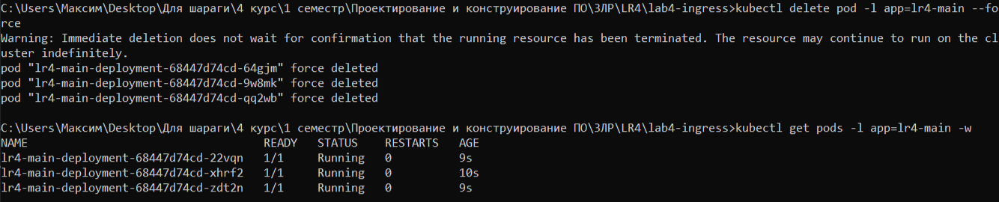 C:\Users\Максим\Desktop\Для шараги\4 курс\1 семестр\Проектирование и конструирование ПО\3ЛР\LR4\lab4-ingress>kubectl delete pod -l app=lr4-main --fo
rce
Warning: Immediate deletion does not wait for confirmation that the running resource has been terminated. The resource may continue to run on the cl
uster indefinitely.
pod "lr4-main-deployment-68447d74cd-64gjm" force deleted
pod "lr4-main-deployment-68447d74cd-9w8mk" force deleted
pod "lr4-main-deployment-68447d74cd-qq2wb" force deleted
C:\Users\Максим\Desktop\Для шараги\4 курс\1 семестр\Проектирование и конструирование ПО\3ЛР\LR4\lab4-ingress>kubectl get pods -l app=lr4-main -w
NAME READY STATUS RESTARTS AGE
lr4-main-deployment-68447d74cd-22vqn 1/1 Running 0 9s
lr4-main-deployment-68447d74cd-xhrf2 1/1 Running 0 10s
lr4-main-deployment-68447d74cd-zdt2n 1/1 Running 0 9s